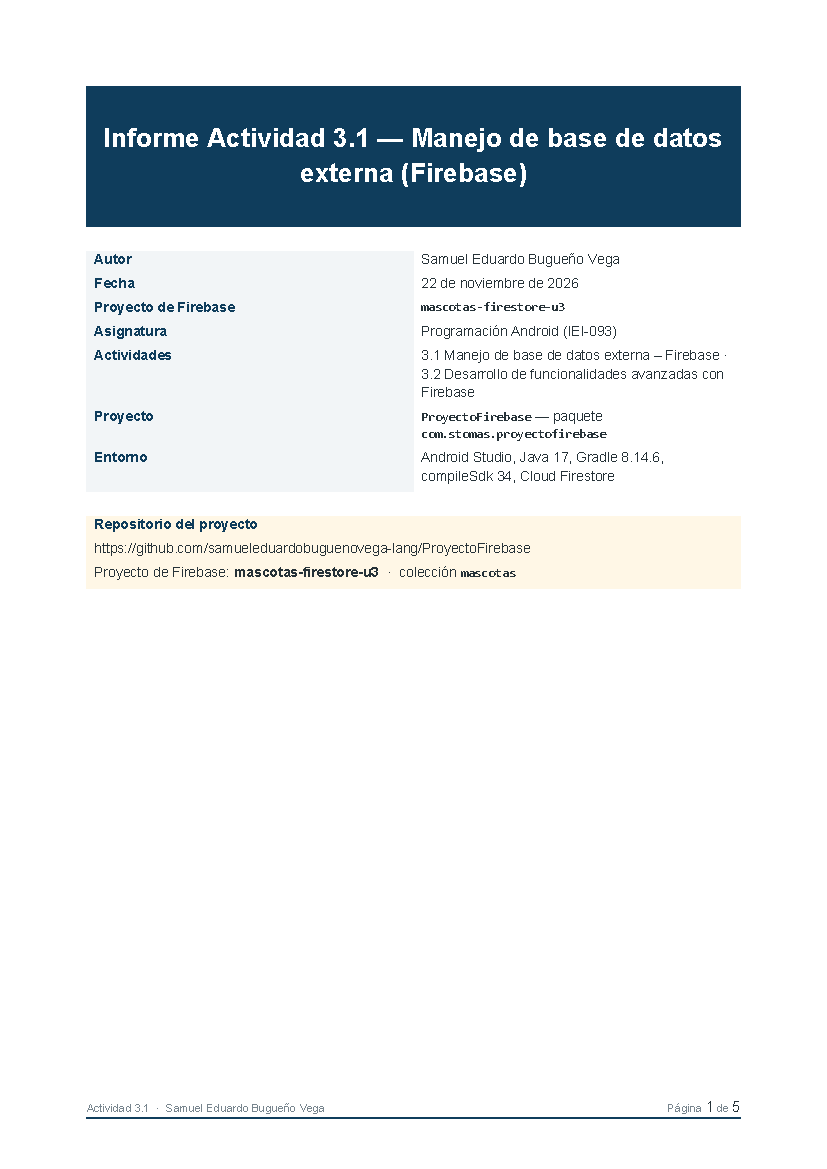 Informe Actividad 3.1 — Manejo de base de datos
externa (Firebase)
Autor
Samuel Eduardo Bugueño Vega
Fecha
22 de noviembre de 2026
Proyecto de Firebase
mascotas-firestore-u3
Asignatura
Programación Android (IEI-093)
Actividades
3.1 Manejo de base de datos externa – Firebase ·
3.2 Desarrollo de funcionalidades avanzadas con
Firebase
Proyecto
ProyectoFirebase — paquete
com.stomas.proyectofirebase
Entorno
Android Studio, Java 17, Gradle 8.14.6,
compileSdk 34, Cloud Firestore
Repositorio del proyecto
https://github.com/samueleduardobuguenovega-lang/ProyectoFirebase
Proyecto de Firebase: mascotas-firestore-u3 · colección mascotas
Actividad 3.1 · Samuel Eduardo Bugueño Vega
Página 1 de 5